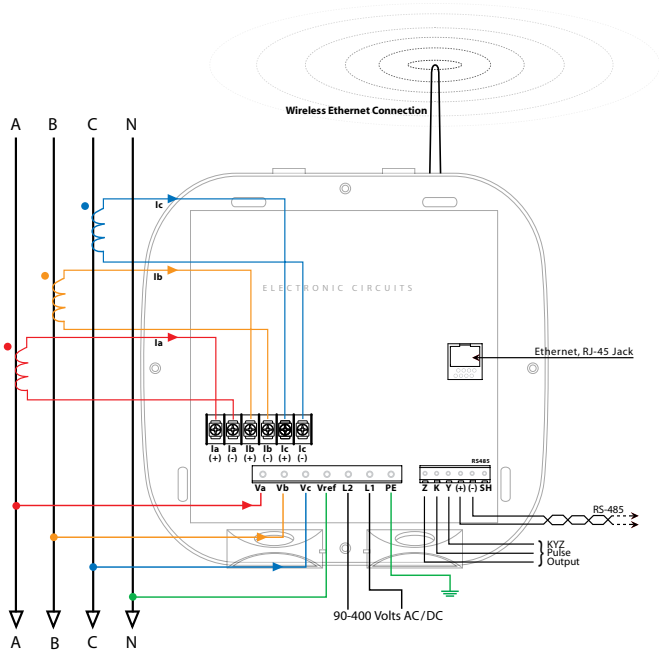 Wireless Ethernet Connection
A B C N
Ic
Ib
ELECTRONIC CIRCUITS
Ia
Ethernet, RJ-45 Jack
Ia Ia Ib Ib Ic Ic
(+) (-) (+) (-) (+) (-)
RS485
Va Vb Vc Vref L2 L1 PE
Z K Y (+) (-) SH
RS-485
KYZ
Pulse
Output
90-400 Volts AC/DC
A B C N